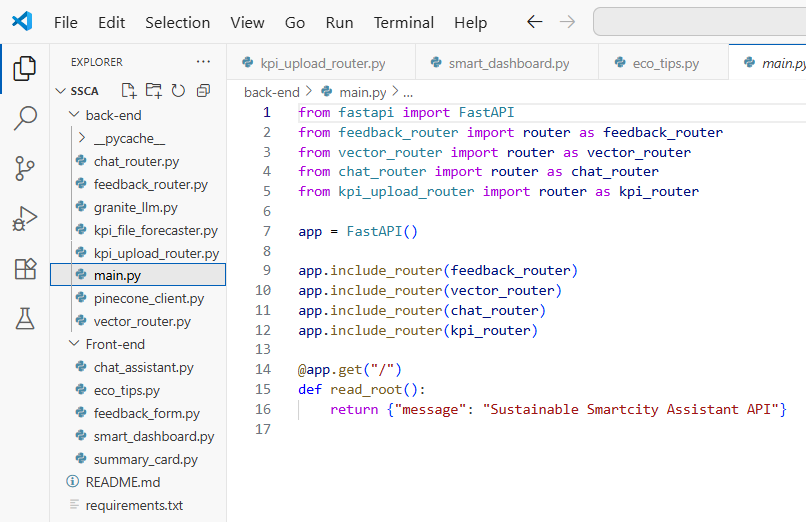 File Edit Selection View Go Run Terminal Help
EXPLORER ...
SSCA
back-end
__pycache__
chat_router.py
feedback_router.py
granite_llm.py
kpi_file_forecaster.py
kpi_upload_router.py
main.py
pinecone_client.py
vector_router.py
Front-end
chat_assistant.py
eco_tips.py
feedback_form.py
smart_dashboard.py
summary_card.py
README.md
requirements.txt
kpi_upload_router.py smart_dashboard.py eco_tips.py main.py
back-end > main.py > ...
1 from fastapi import FastAPI
2 from feedback_router import router as feedback_router
3 from vector_router import router as vector_router
4 from chat_router import router as chat_router
5 from kpi_upload_router import router as kpi_router
6
7 app = FastAPI()
8
9 app.include_router(feedback_router)
10 app.include_router(vector_router)
11 app.include_router(chat_router)
12 app.include_router(kpi_router)
13
14 @app.get("/")
15 def read_root():
16     return {"message": "Sustainable Smartcity Assistant API"}
17